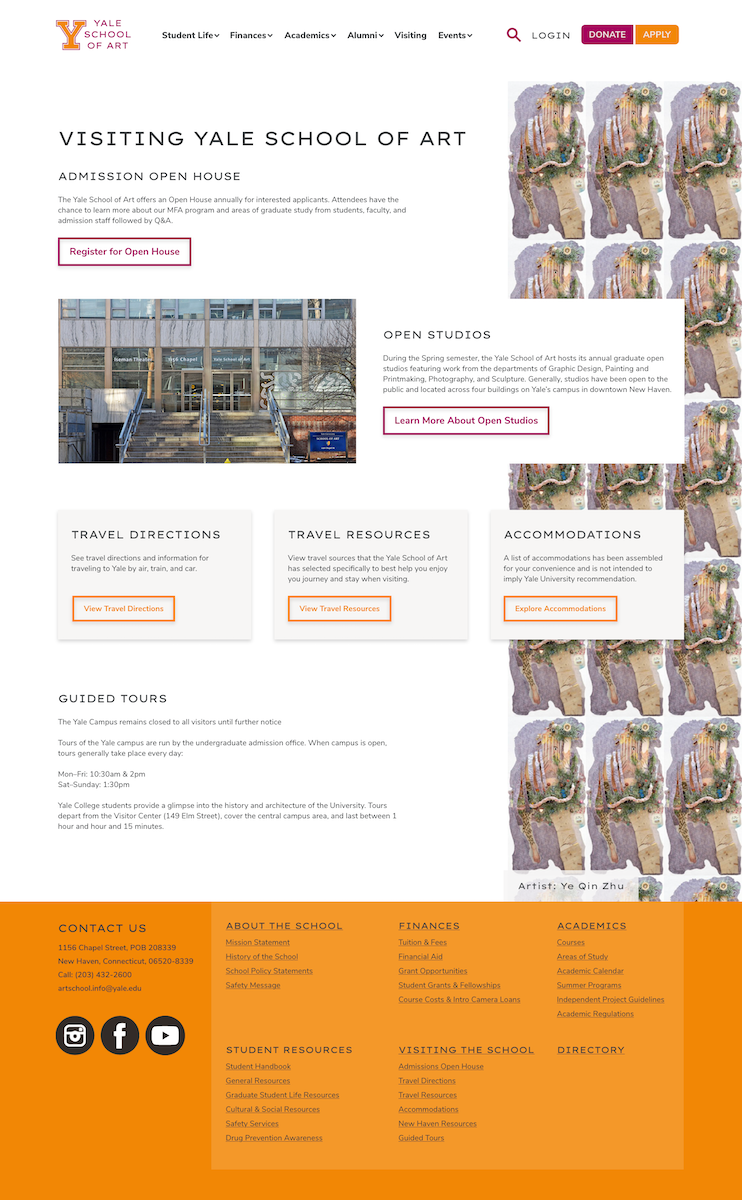 YALE
SCHOOL
OF ART
Student Life
Finances
Academics
Alumni
Visiting
Events
LOGIN
DONATE
APPLY
VISITING YALE SCHOOL OF ART
ADMISSION OPEN HOUSE
The Yale School of Art offers an Open House annually for interested applicants. Attendees have the
chance to learn more about our MFA program and areas of graduate study from students, faculty, and
admission staff followed by Q&A.
Register for Open House
Iseman Theatre
1156 Chapel
Yale School of Art
SCHOOL OF ART
OPEN STUDIOS
During the Spring semester, the Yale School of Art hosts its annual graduate open
studios featuring work from the departments of Graphic Design, Painting and
Printmaking, Photography, and Sculpture. Generally, studios have been open to the
public and located across four buildings on Yale's campus in downtown New Haven.
Learn More About Open Studios
TRAVEL DIRECTIONS
See travel directions and information for
traveling to Yale by air, train, and car.
View Travel Directions
TRAVEL RESOURCES
View travel sources that the Yale School of Art
has selected specifically to best help you enjoy
you journey and stay when visiting.
View Travel Resources
ACCOMMODATIONS
A list of accommodations has been assembled
for your convenience and is not intended to
imply Yale University recommendation.
Explore Accommodations
GUIDED TOURS
The Yale Campus remains closed to all visitors until further notice
Tours of the Yale campus are run by the undergraduate admission office. When campus is open,
tours generally take place every day:
Mon–Fri: 10:30am & 2pm
Sat–Sunday: 1:30pm
Yale College students provide a glimpse into the history and architecture of the University. Tours
depart from the Visitor Center (149 Elm Street), cover the central campus area, and last between 1
hour and hour and 15 minutes.
Artist: Ye Qin Zhu
CONTACT US
1156 Chapel Street, POB 208339
New Haven, Connecticut, 06520-8339
Call: (203) 432-2600
artschool.info@yale.edu
ABOUT THE SCHOOL
Mission Statement
History of the School
School Policy Statements
Safety Message
FINANCES
Tuition & Fees
Financial Aid
Grant Opportunities
Student Grants & Fellowships
Course Costs & Intro Camera Loans
ACADEMICS
Courses
Areas of Study
Academic Calendar
Summer Programs
Independent Project Guidelines
Academic Regulations
STUDENT RESOURCES
Student Handbook
General Resources
Graduate Student Life Resources
Cultural & Social Resources
Safety Services
Drug Prevention Awareness
VISITING THE SCHOOL
Admissions Open House
Travel Directions
Travel Resources
Accommodations
New Haven Resources
Guided Tours
DIRECTORY